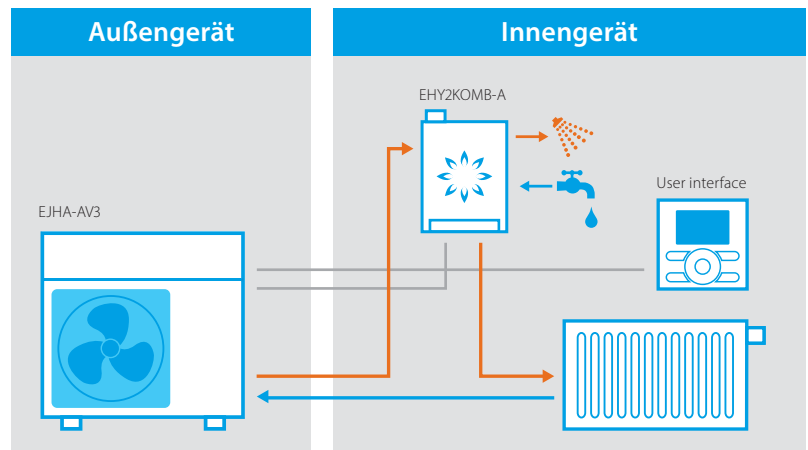 Außengerät
Innengerät
EHY2KOMB-A
User interface
EJHA-AV3